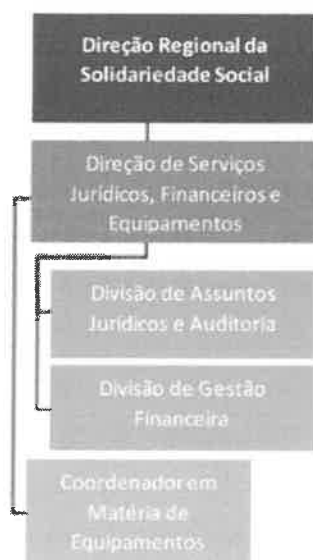 Direção Regional da
Solidariedade Social
Direção de Serviços
Jurídicos, Financeiros e
Equipamentos
Divisão de Assuntos
Jurídicos e Auditoria
Divisão de Gestão
Financeira
Coordenador em
Matéria de
Equipamentos